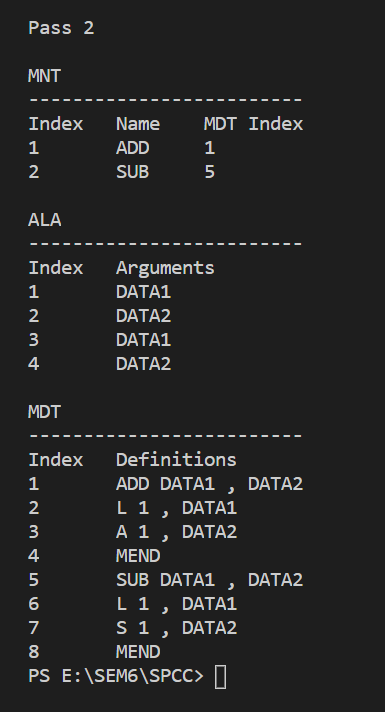 Pass 2
MNT
-------------------------
Index Name MDT Index
1 ADD 1
2 SUB 5
ALA
-------------------------
Index Arguments
1 DATA1
2 DATA2
3 DATA1
4 DATA2
MDT
-------------------------
Index Definitions
1 ADD DATA1 , DATA2
2 L 1 , DATA1
3 A 1 , DATA2
4 MEND
5 SUB DATA1 , DATA2
6 L 1 , DATA1
7 S 1 , DATA2
8 MEND
PS E:\SEM6\SPCC>